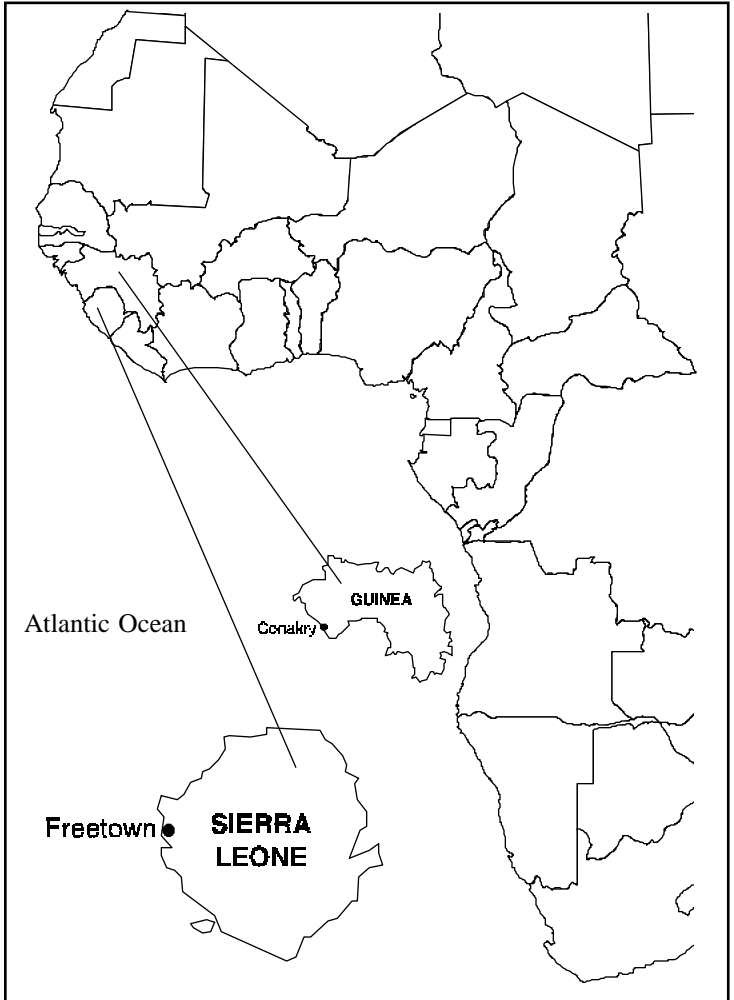 GUINEA
Conakry
Atlantic Ocean
Freetown
SIERRA
LEONE